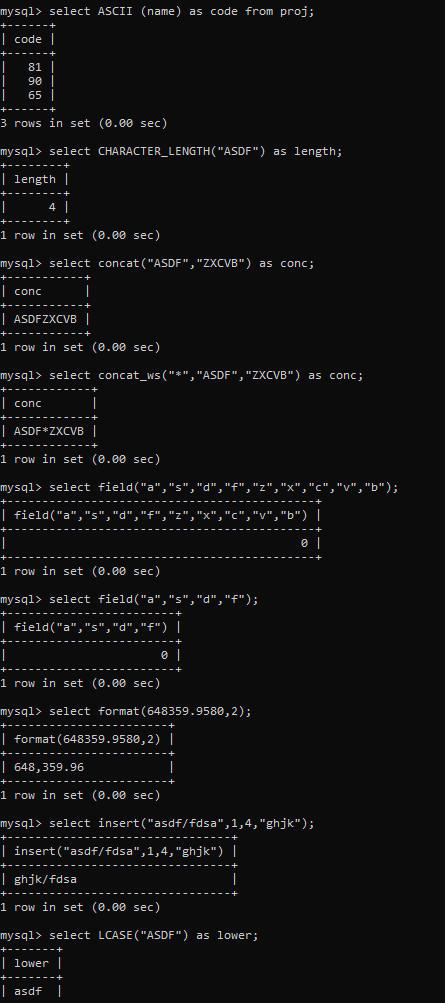 mysql> select ASCII (name) as code from proj;
+------+
| code |
+------+
|   81 |
|   90 |
|   65 |
+------+
3 rows in set (0.00 sec)
mysql> select CHARACTER_LENGTH("ASDF") as length;
+--------+
| length |
+--------+
|      4 |
+--------+
1 row in set (0.00 sec)
mysql> select concat("ASDF","ZXCVB") as conc;
+-----------+
| conc      |
+-----------+
| ASDFZXCVB |
+-----------+
1 row in set (0.00 sec)
mysql> select concat_ws("*","ASDF","ZXCVB") as conc;
+------------+
| conc       |
+------------+
| ASDF*ZXCVB |
+------------+
1 row in set (0.00 sec)
mysql> select field("a","s","d","f","z","x","c","v","b");
+--------------------------------------------+
| field("a","s","d","f","z","x","c","v","b") |
+--------------------------------------------+
|                                          0 |
+--------------------------------------------+
1 row in set (0.00 sec)
mysql> select field("a","s","d","f");
+------------------------+
| field("a","s","d","f") |
+------------------------+
|                      0 |
+------------------------+
1 row in set (0.00 sec)
mysql> select format(648359.9580,2);
+-----------------------+
| format(648359.9580,2) |
+-----------------------+
| 648,359.96            |
+-----------------------+
1 row in set (0.00 sec)
mysql> select insert("asdf/fdsa",1,4,"ghjk");
+--------------------------------+
| insert("asdf/fdsa",1,4,"ghjk") |
+--------------------------------+
| ghjk/fdsa                      |
+--------------------------------+
1 row in set (0.00 sec)
mysql> select LCASE("ASDF") as lower;
+-------+
| lower |
+-------+
| asdf  |